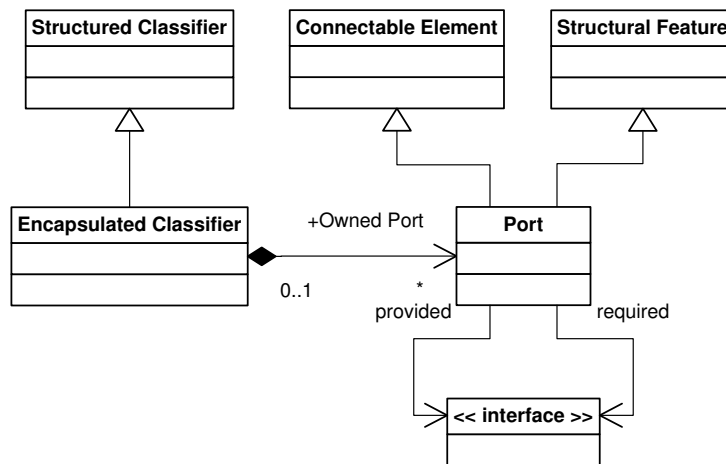 Structured Classifier
Connectable Element
Structural Feature
Encapsulated Classifier
+Owned Port
Port
0..1
*
provided
required
<< interface >>